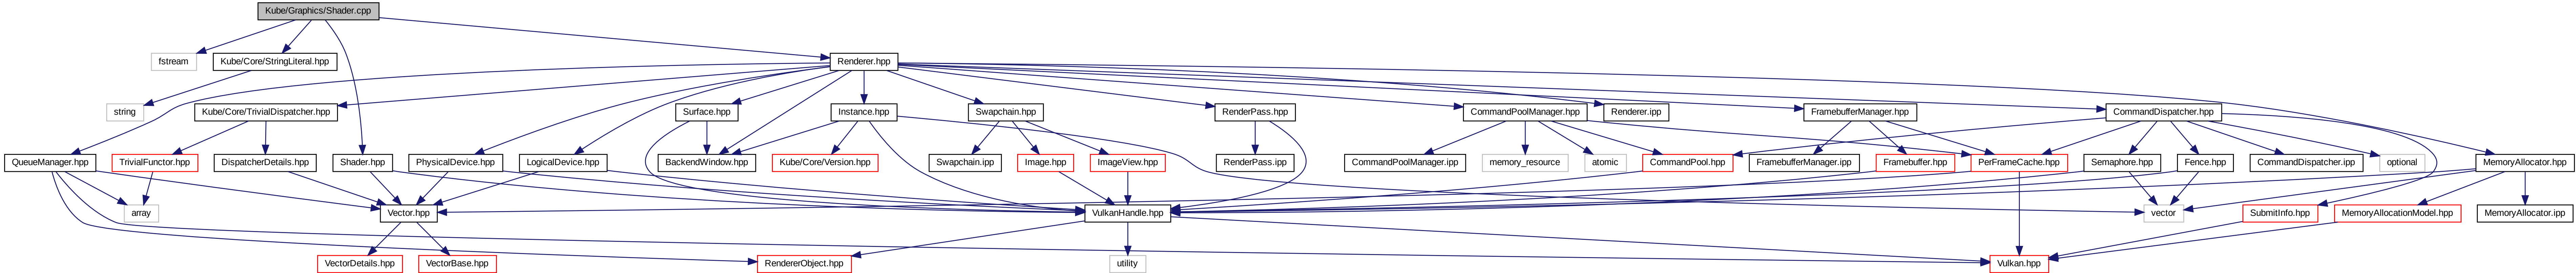 Kube/Graphics/Shader.cpp
fstream
Kube/Core/StringLiteral.hpp
Renderer.hpp
string
Kube/Core/TrivialDispatcher.hpp
Surface.hpp
Instance.hpp
Swapchain.hpp
RenderPass.hpp
CommandPoolManager.hpp
Renderer.ipp
FramebufferManager.hpp
CommandDispatcher.hpp
QueueManager.hpp
TrivialFunctor.hpp
DispatcherDetails.hpp
Shader.hpp
PhysicalDevice.hpp
LogicalDevice.hpp
BackendWindow.hpp
Kube/Core/Version.hpp
Swapchain.ipp
Image.hpp
ImageView.hpp
RenderPass.ipp
CommandPoolManager.ipp
memory_resource
atomic
CommandPool.hpp
FramebufferManager.ipp
Framebuffer.hpp
PerFrameCache.hpp
Semaphore.hpp
Fence.hpp
CommandDispatcher.ipp
optional
MemoryAllocator.hpp
array
Vector.hpp
VulkanHandle.hpp
vector
SubmitInfo.hpp
MemoryAllocationModel.hpp
MemoryAllocator.ipp
VectorDetails.hpp
VectorBase.hpp
RendererObject.hpp
utility
Vulkan.hpp